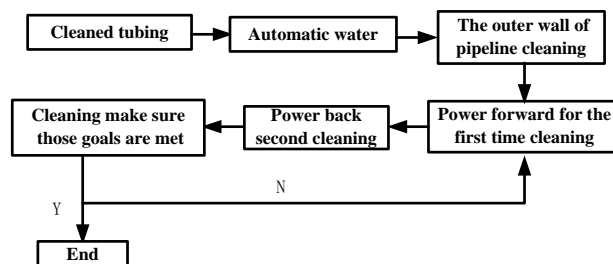 Cleaned tubing
Automatic water
The outer wall of
pipeline cleaning
Power forward for the
first time cleaning
Power back
second cleaning
Cleaning make sure
those goals are met
N
Y
End